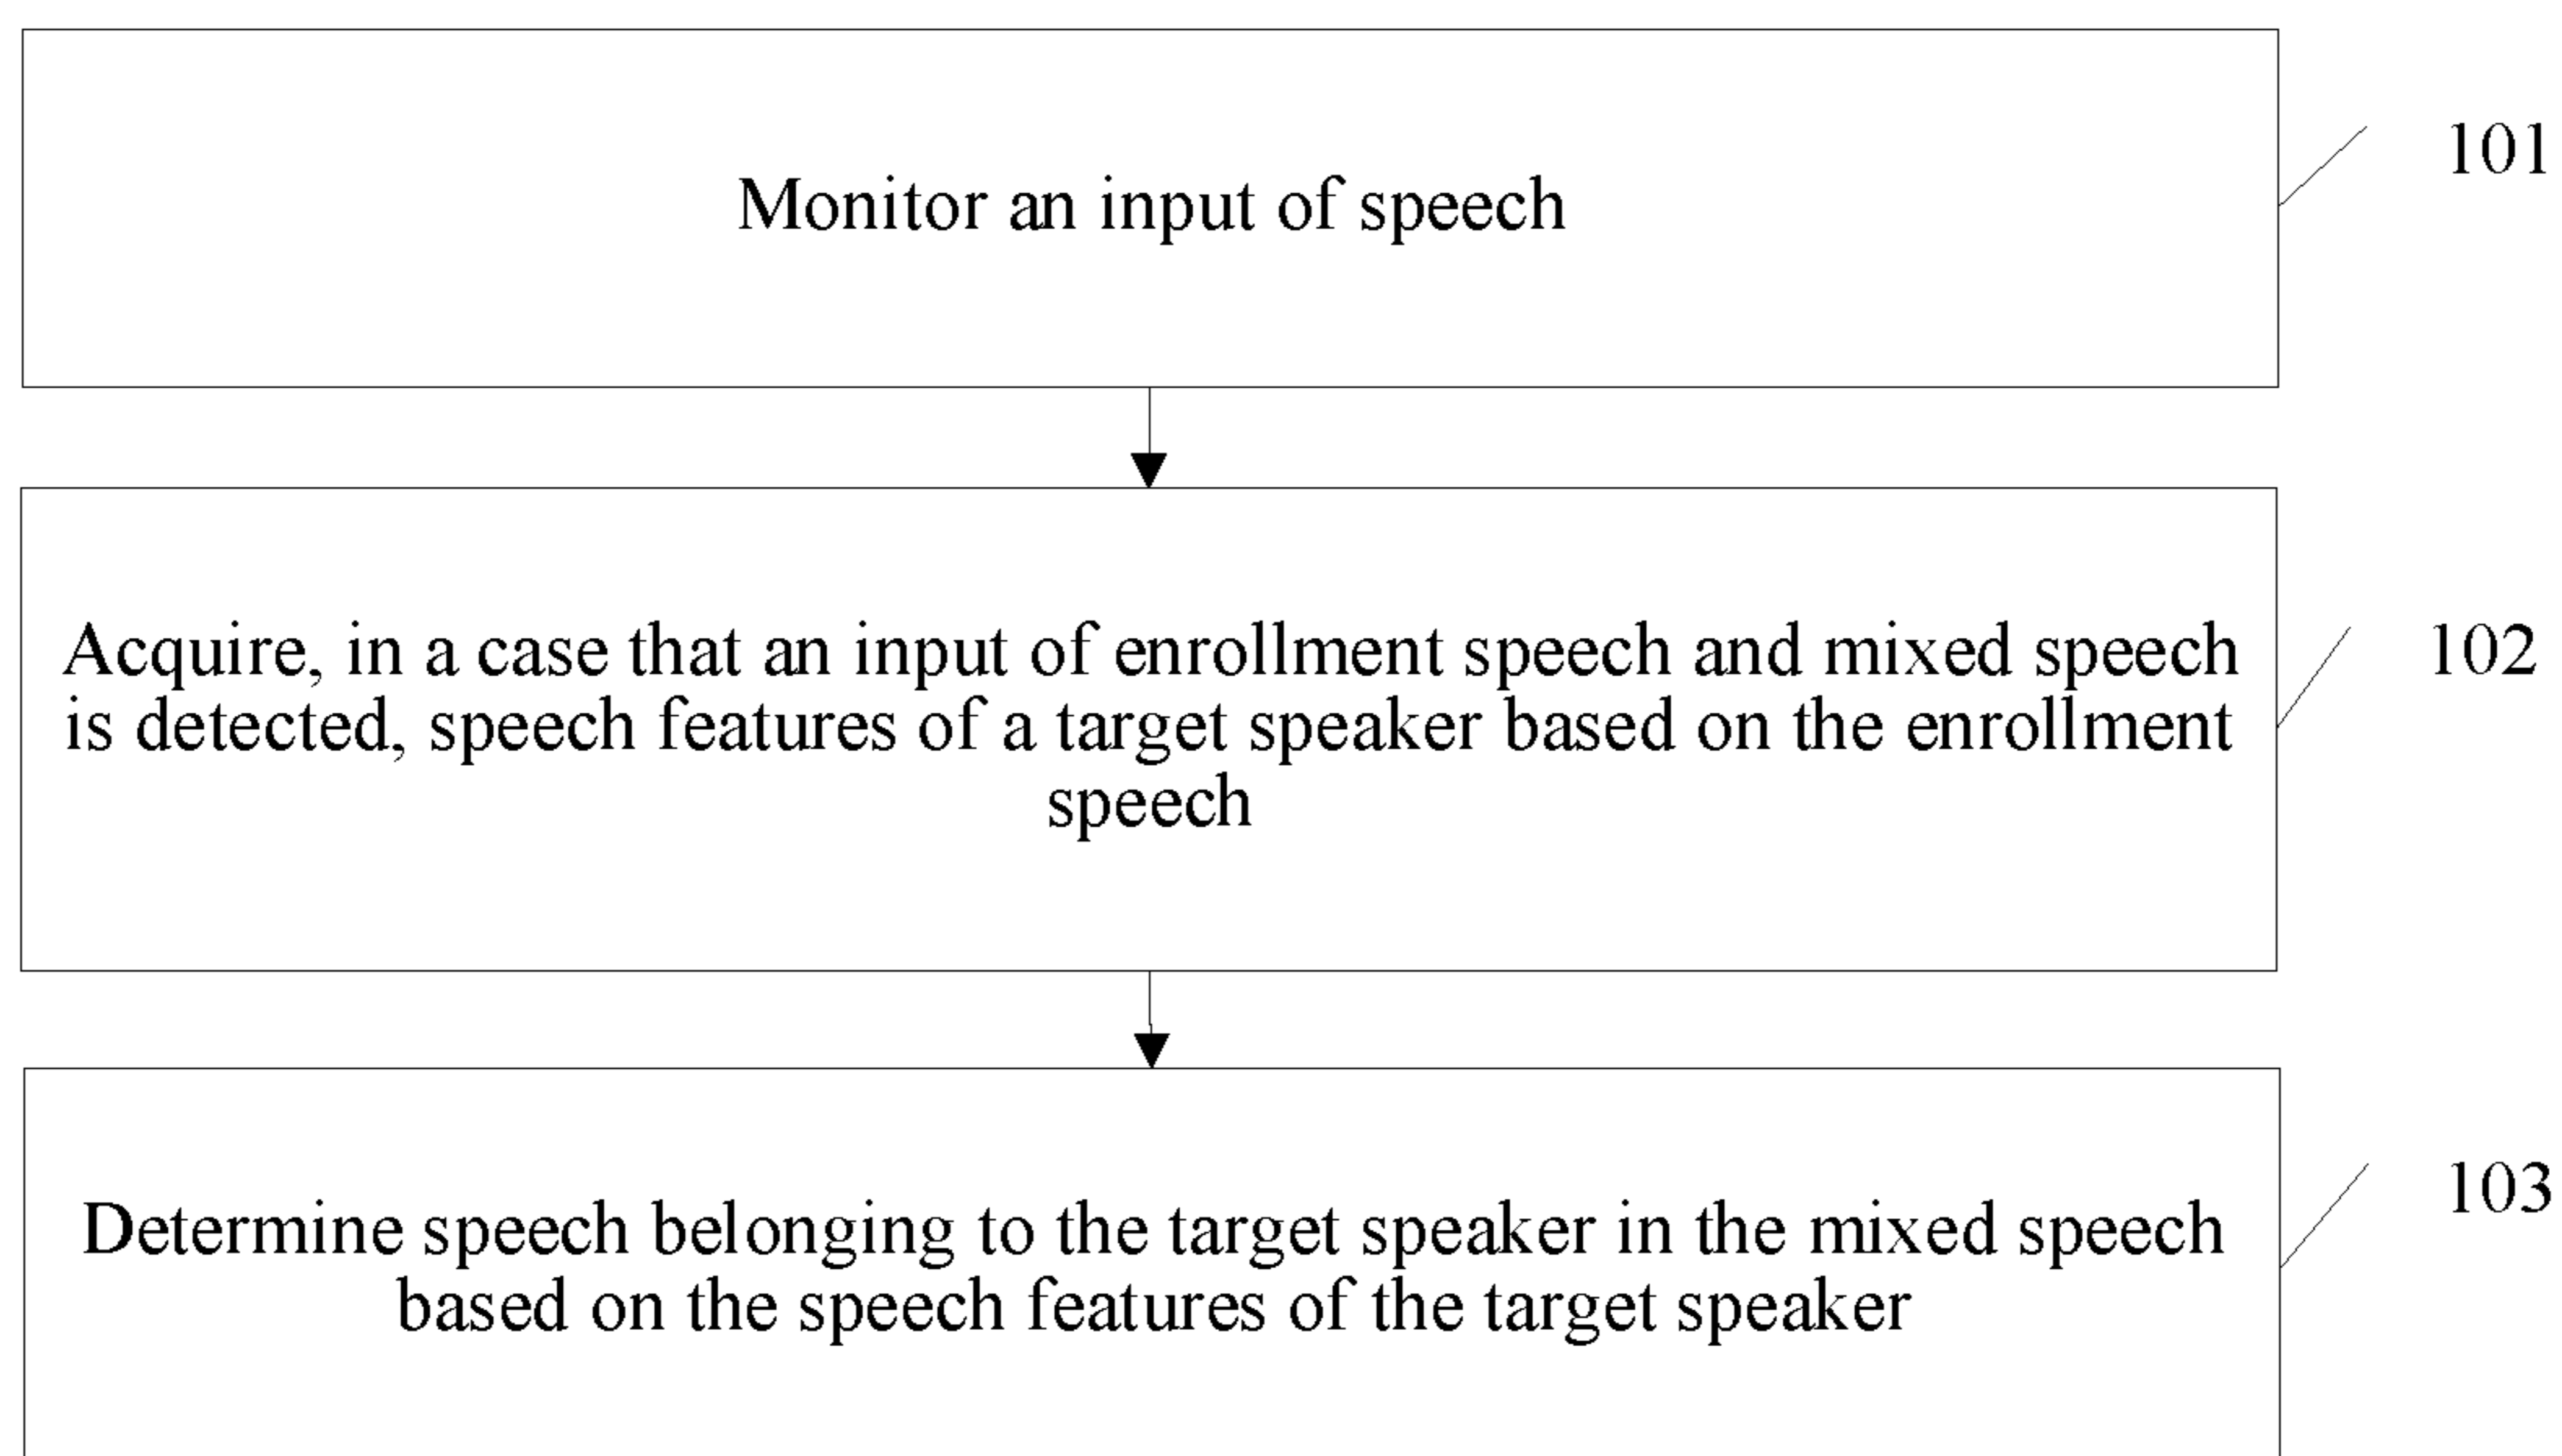 Monitor an input of speech
101
Acquire, in a case that an input of enrollment speech and mixed speech
is detected, speech features of a target speaker based on the enrollment
speech
102
Determine speech belonging to the target speaker in the mixed speech
based on the speech features of the target speaker
103